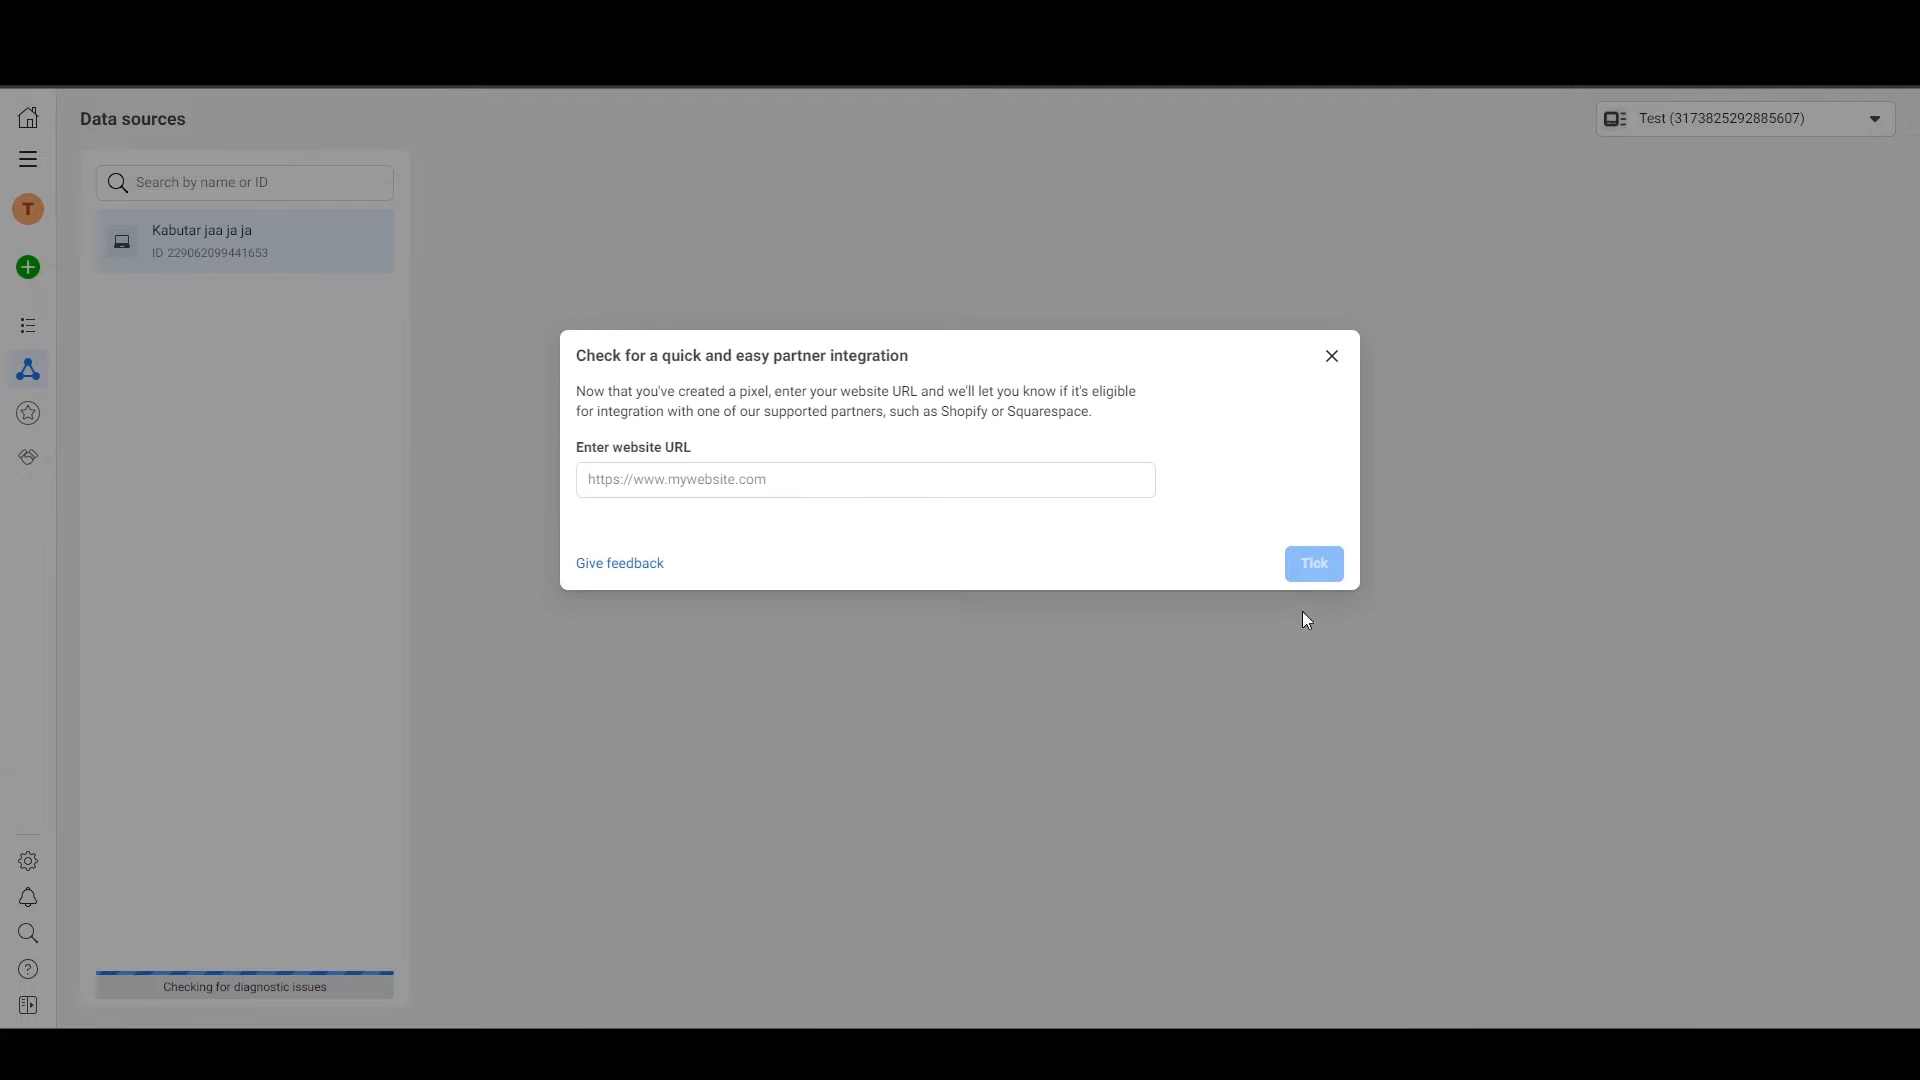 Data sources
Test (3173825292885607)
Search by name or ID
T
Kabutar jaa ja ja
ID 229062099441653
Check for a quick and easy partner integration
Now that you've created a pixel, enter your website URL and we'll let you know if it's eligible
for integration with one of our supported partners, such as Shopify or Squarespace.
Enter website URL
https://www.mywebsite.com
Give feedback
Tick
Checking for diagnostic issues